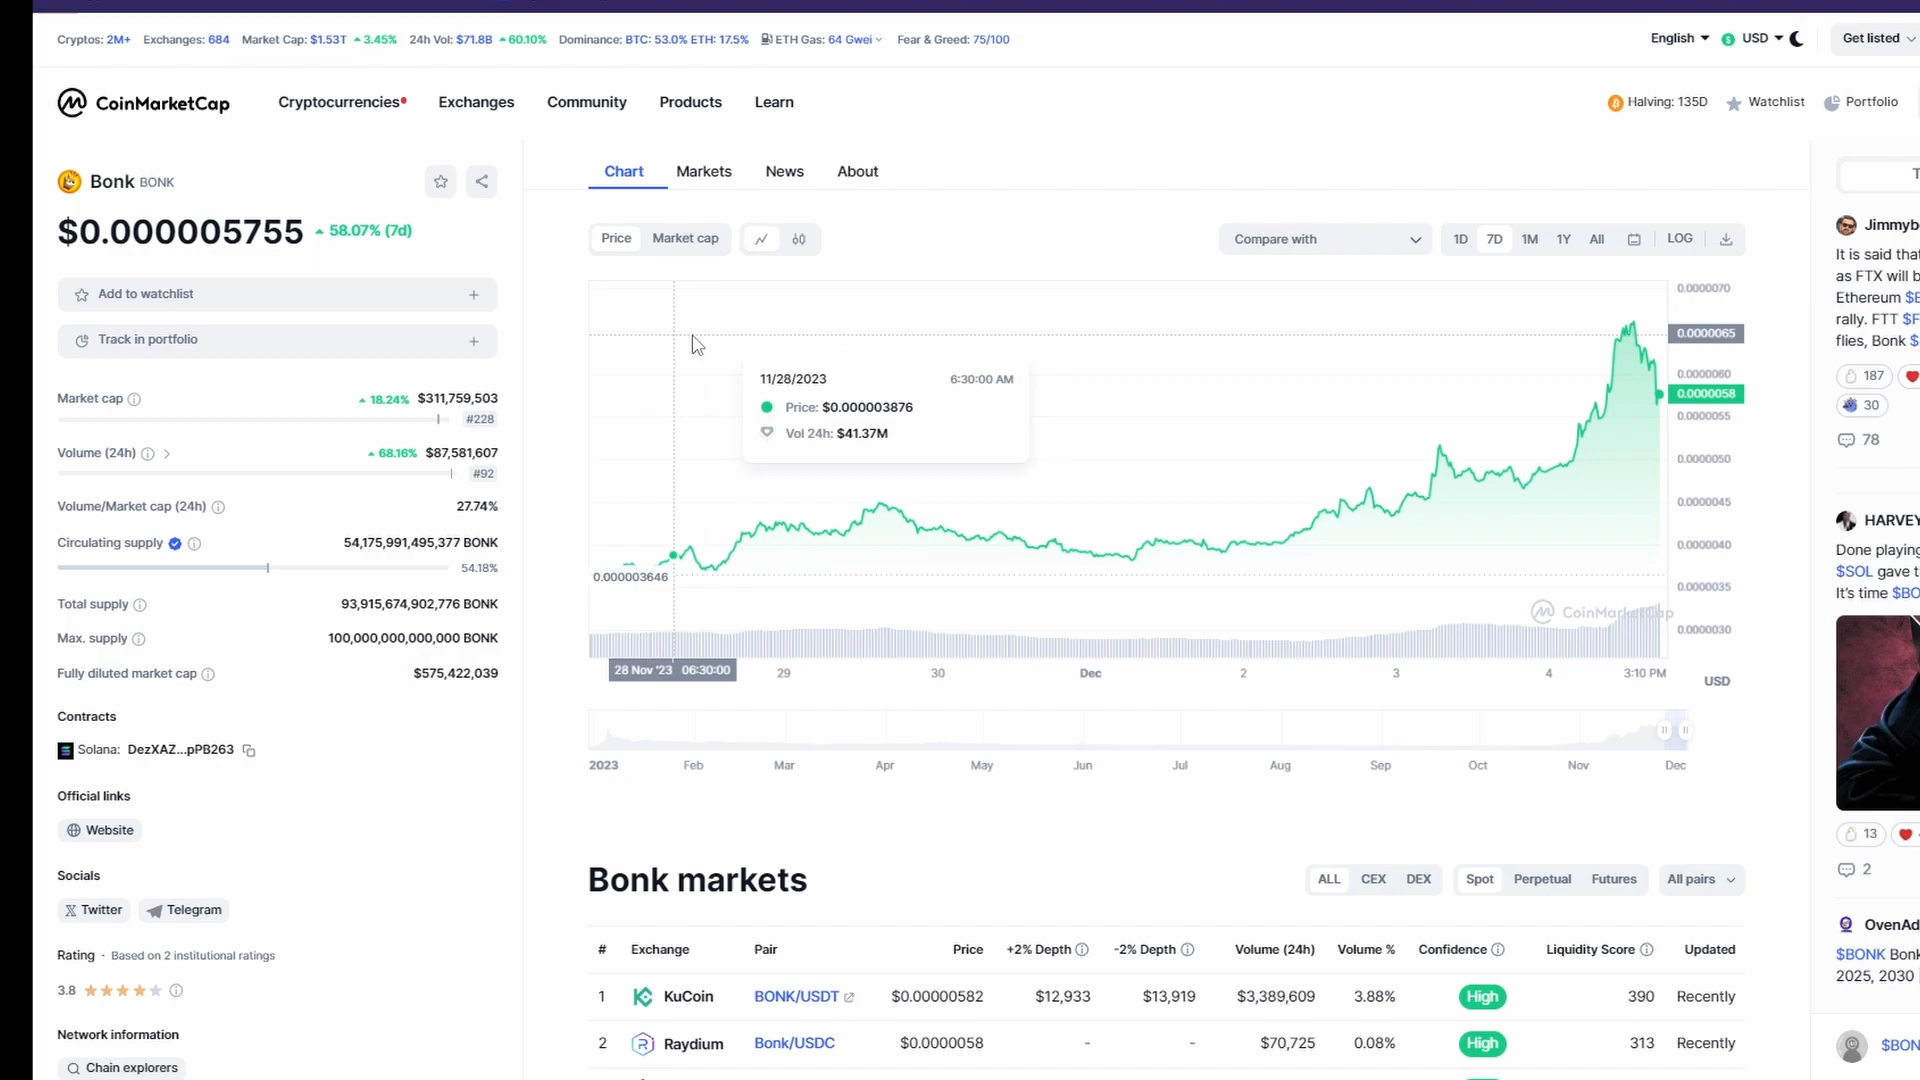 Cryptos: 2M+ Exchanges: 684 Market Cap: $1.53T 3.45% 24h Vol: $71.8B 60.10% Dominance: BTC: 53.0% ETH: 17.5% ETH Gas: 64 Gwei Fear & Greed: 75/100
English USD Get listed
CoinMarketCap Cryptocurrencies Exchanges Community Products Learn
Halving: 135D Watchlist Portfolio
Bonk BONK
$0.000005755 58.07% (7d)
Add to watchlist +
Track in portfolio +
Market cap 18.24% $311,759,503
#228
Volume (24h) 68.16% $87,581,607
#92
Volume/Market cap (24h) 27.74%
Circulating supply 54,175,991,495,377 BONK
54.18%
Total supply 93,915,674,902,776 BONK
Max. supply 100,000,000,000,000 BONK
Fully diluted market cap $575,422,039
Contracts
Solana: DezXAZ...pPB263
Official links
Website
Socials
Twitter Telegram
Rating · Based on 2 institutional ratings
3.8
Network information
Chain explorers
Chart Markets News About
Price Market cap
Compare with 1D 7D 1M 1Y All LOG
0.0000070
0.0000065
0.0000060
0.0000058
0.0000055
0.0000050
0.0000045
0.0000040
0.0000035
0.0000030
11/28/2023 6:30:00 AM
Price: $0.000003876
Vol 24h: $41.37M
0.000003646
CoinMarketCap
28 Nov '23 06:30:00 29 30 Dec 2 3 4 3:10 PM
USD
2023 Feb Mar Apr May Jun Jul Aug Sep Oct Nov Dec
Bonk markets
ALL CEX DEX Spot Perpetual Futures All pairs
# Exchange Pair Price +2% Depth -2% Depth Volume (24h) Volume % Confidence Liquidity Score Updated
1 KuCoin BONK/USDT $0.00000582 $12,933 $13,919 $3,389,609 3.88% High 390 Recently
2 Raydium Bonk/USDC $0.0000058 - - $70,725 0.08% High 313 Recently
T
Jimmyb
It is said that
as FTX will b
Ethereum $E
rally. FTT $F
flies, Bonk $
187
30
78
HARVEY
Done playing
$SOL gave t
It's time $BO
13
2
OvenAd
$BONK Bonk
2025, 2030
$BON